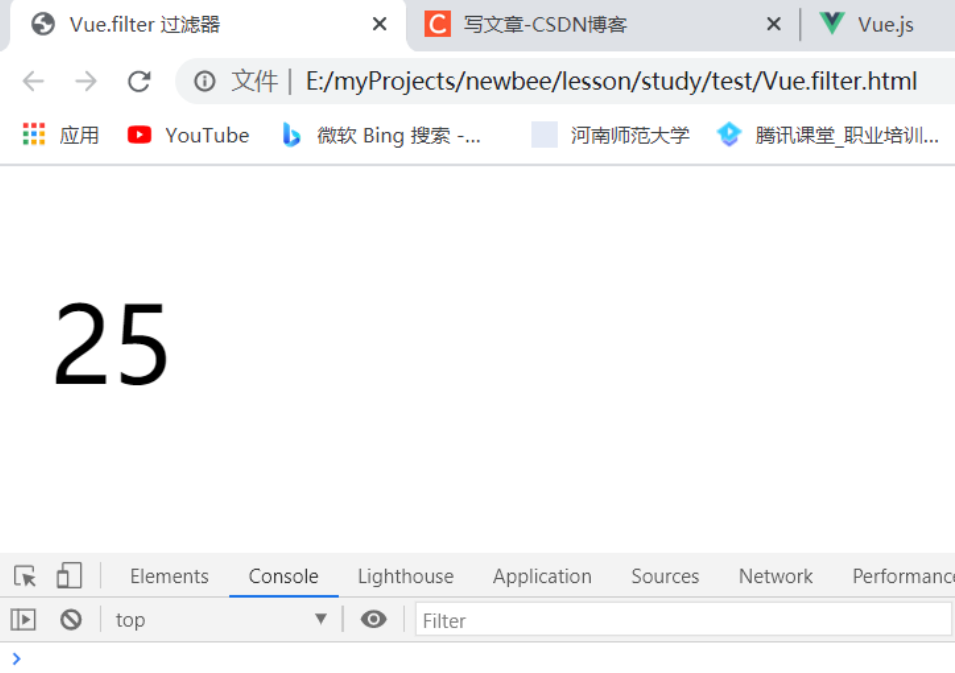 Vue.filter 过滤器 写文章-CSDN博客 Vue.js
文件 E:/myProjects/newbee/lesson/study/test/Vue.filter.html
应用 YouTube 微软 Bing 搜索 -... 河南师范大学 腾讯课堂_职业培训...
25
Elements Console Lighthouse Application Sources Network Performance
top Filter